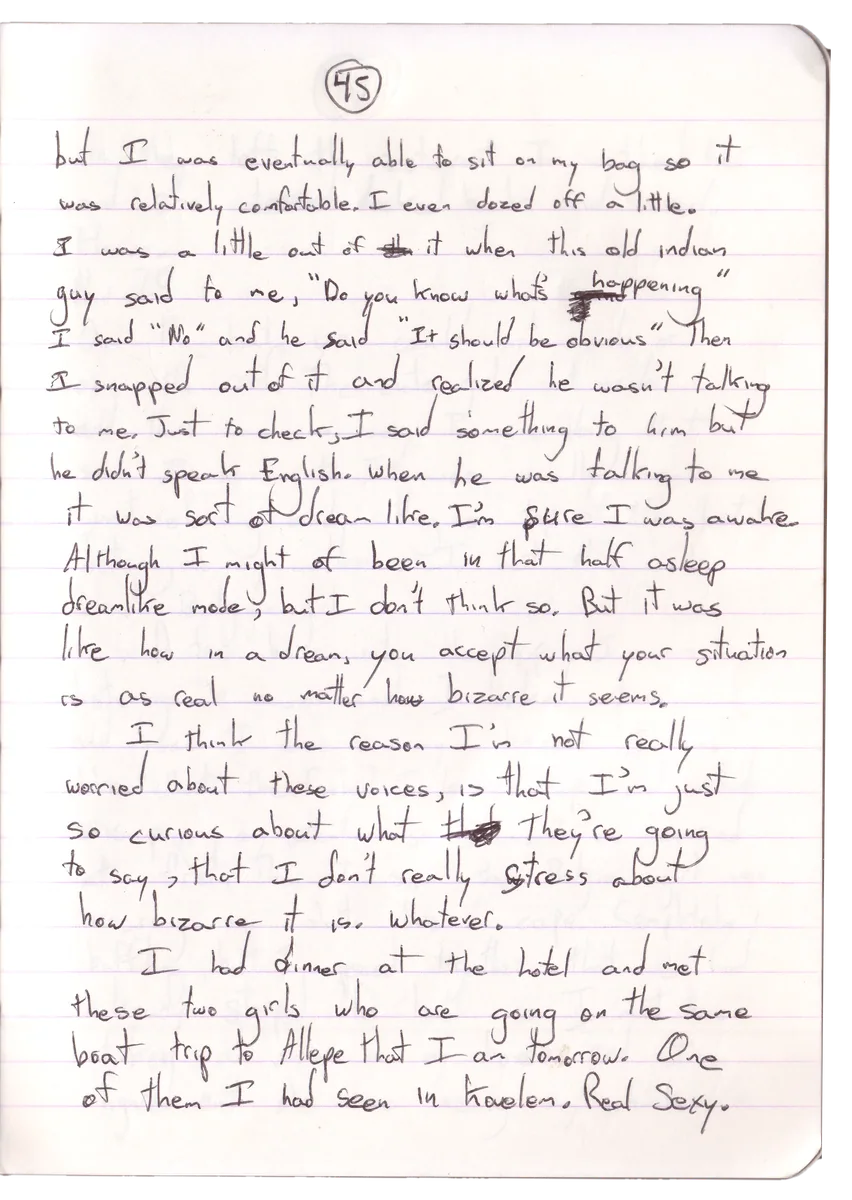 45
but I was eventually able to sit on my bag so it
was relatively comfortable. I even dozed off a little.
I was a little out of it when this old indian
guy said to me, "Do you know what's happening"
I said "No" and he said "It should be obvious" Then
I snapped out of it and realized he wasn't talking
to me. Just to check, I said something to him but
he didn't speak English. when he was talking to me
it was sort of dream like. I'm sure I was awake.
Although I might of been in that half asleep
dreamlike mode, but I don't think so. But it was
like how in a dream, you accept what your situation
is as real no matter how bizarre it seems.
I think the reason I'm not really
worried about these voices, is that I'm just
so curious about what They're going
to say, that I don't really stress about
how bizarre it is. whatever.
I had dinner at the hotel and met
these two girls who are going on the same
boat trip to Allepe that I am tomorrow. One
of them I had seen in . Real Sexy.